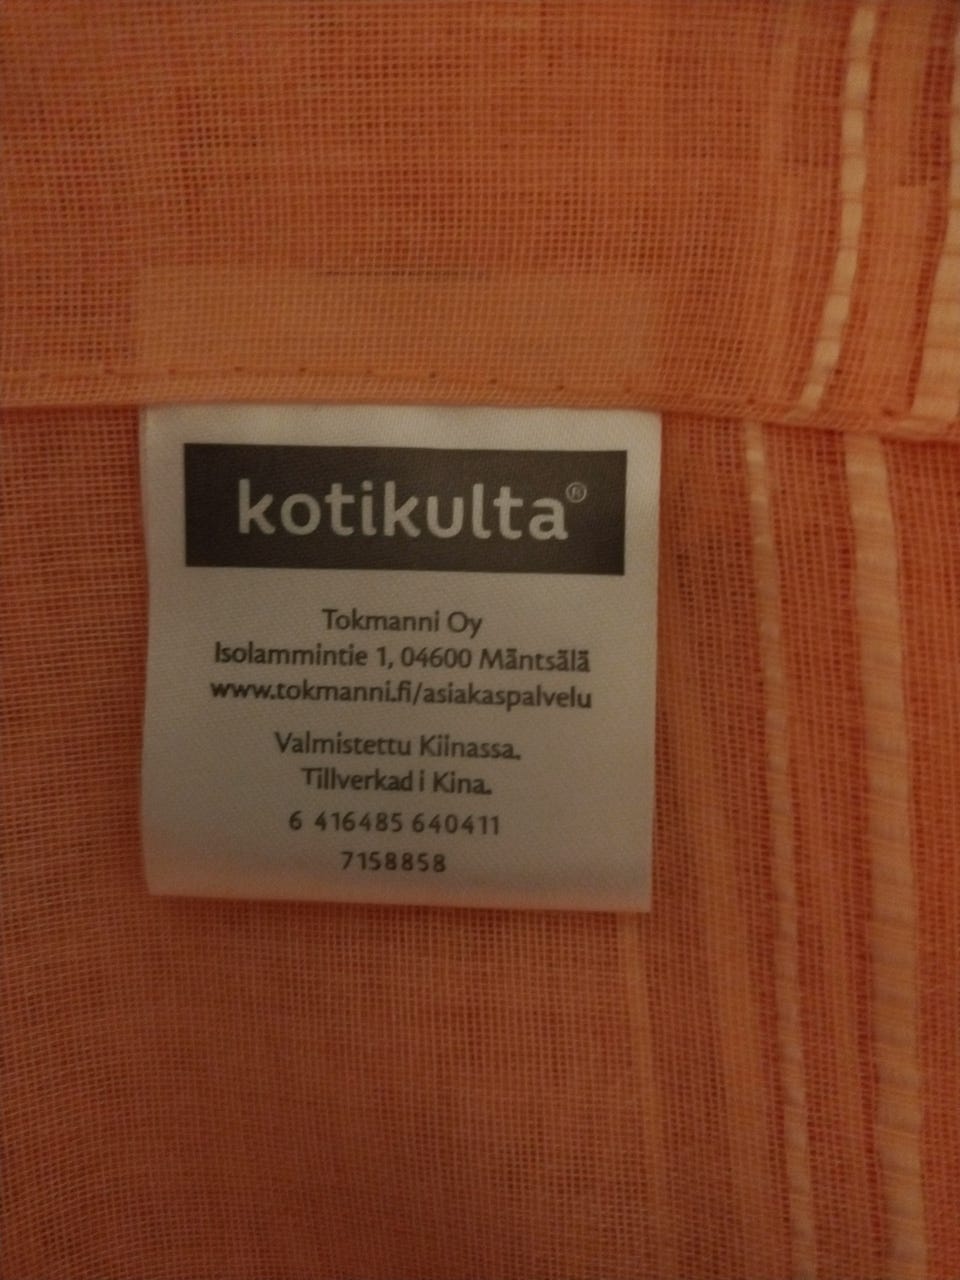 kotikulta®
Tokmanni Oy
Isolammintie 1, 04600 Mäntsälä
www.tokmanni.fi/asiakaspalvelu
Valmistettu Kiinassa.
Tillverkad i Kina.
6 416485 640411
7158858